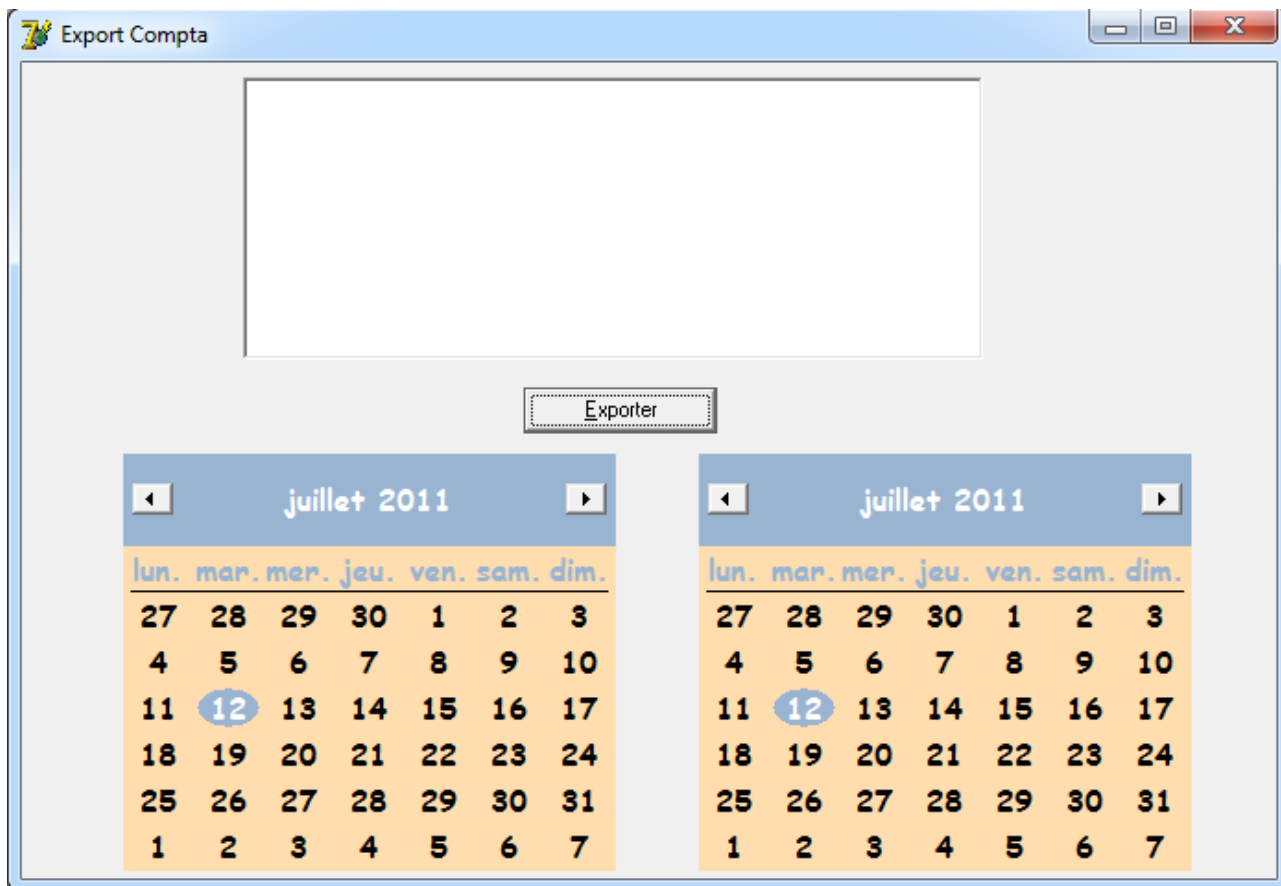 Export Compta
Exporter
juillet 2011
lun. mar. mer. jeu. ven. sam. dim.
27 28 29 30 1 2 3
4 5 6 7 8 9 10
11 12 13 14 15 16 17
18 19 20 21 22 23 24
25 26 27 28 29 30 31
1 2 3 4 5 6 7
juillet 2011
lun. mar. mer. jeu. ven. sam. dim.
27 28 29 30 1 2 3
4 5 6 7 8 9 10
11 12 13 14 15 16 17
18 19 20 21 22 23 24
25 26 27 28 29 30 31
1 2 3 4 5 6 7